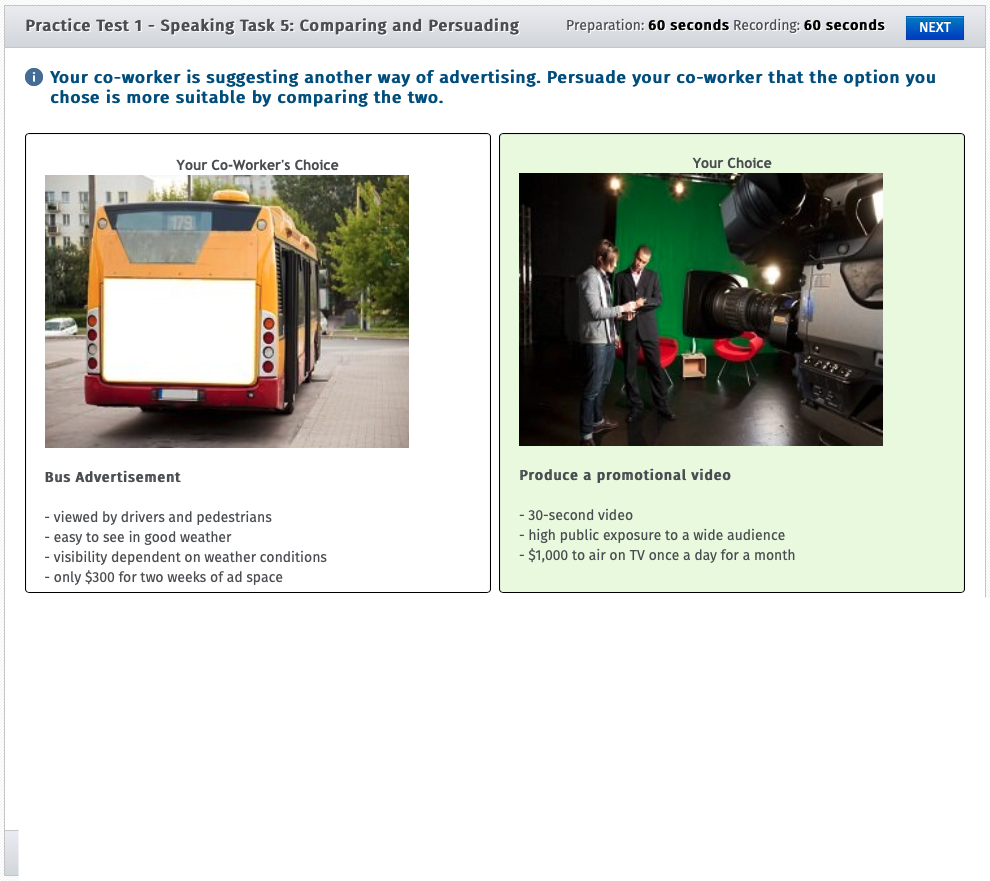 Practice Test 1 - Speaking Task 5: Comparing and Persuading
Preparation: 60 seconds Recording: 60 seconds
NEXT
Your co-worker is suggesting another way of advertising. Persuade your co-worker that the option you
chose is more suitable by comparing the two.
Your Co-Worker's Choice
179
Bus Advertisement
- viewed by drivers and pedestrians
- easy to see in good weather
- visibility dependent on weather conditions
- only $300 for two weeks of ad space
Your Choice
Produce a promotional video
- 30-second video
- high public exposure to a wide audience
- $1,000 to air on TV once a day for a month